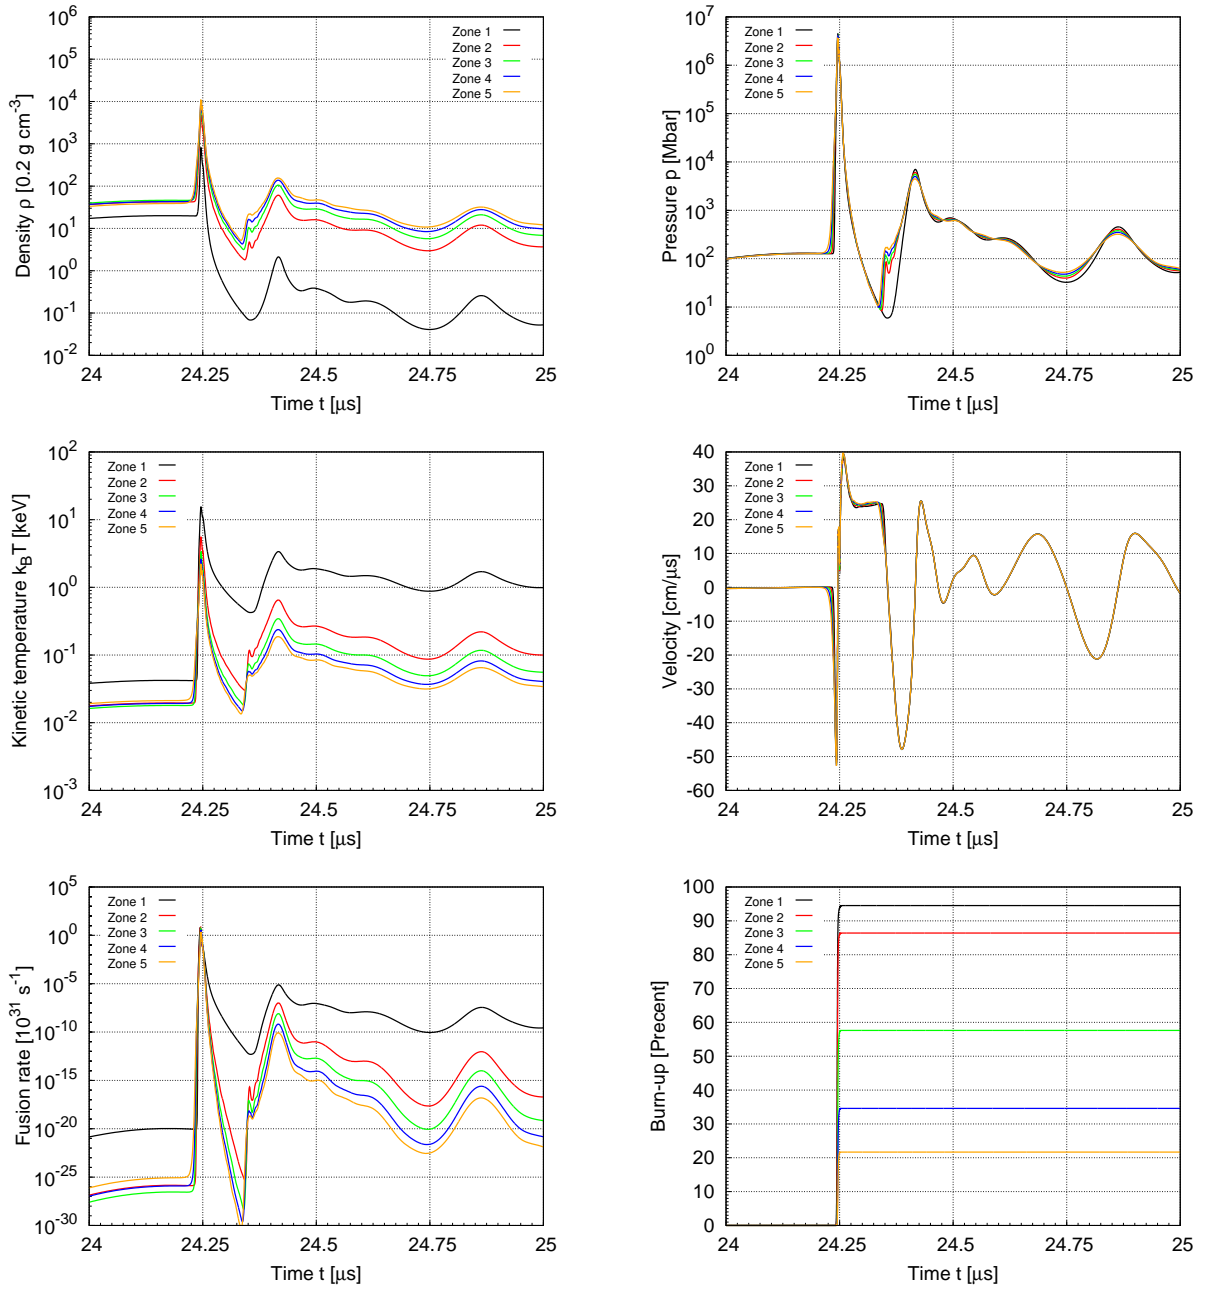 10^6
10^5
10^4
10^3
10^2
10^1
10^0
10^-1
10^-2
Density ρ [0.2 g cm^-3]
Zone 1
Zone 2
Zone 3
Zone 4
Zone 5
24 24.25 24.5 24.75 25
Time t [μs]
10^7
10^6
10^5
10^4
10^3
10^2
10^1
10^0
Pressure p [Mbar]
Zone 1
Zone 2
Zone 3
Zone 4
Zone 5
24 24.25 24.5 24.75 25
Time t [μs]
10^2
10^1
10^0
10^-1
10^-2
10^-3
Kinetic temperature k_BT [keV]
Zone 1
Zone 2
Zone 3
Zone 4
Zone 5
24 24.25 24.5 24.75 25
Time t [μs]
40
30
20
10
0
-10
-20
-30
-40
-50
-60
Velocity [cm/μs]
Zone 1
Zone 2
Zone 3
Zone 4
Zone 5
24 24.25 24.5 24.75 25
Time t [μs]
10^5
10^0
10^-5
10^-10
10^-15
10^-20
10^-25
10^-30
Fusion rate [10^31 s^-1]
Zone 1
Zone 2
Zone 3
Zone 4
Zone 5
24 24.25 24.5 24.75 25
Time t [μs]
100
90
80
70
60
50
40
30
20
10
0
Burn-up [Precent]
Zone 1
Zone 2
Zone 3
Zone 4
Zone 5
24 24.25 24.5 24.75 25
Time t [μs]